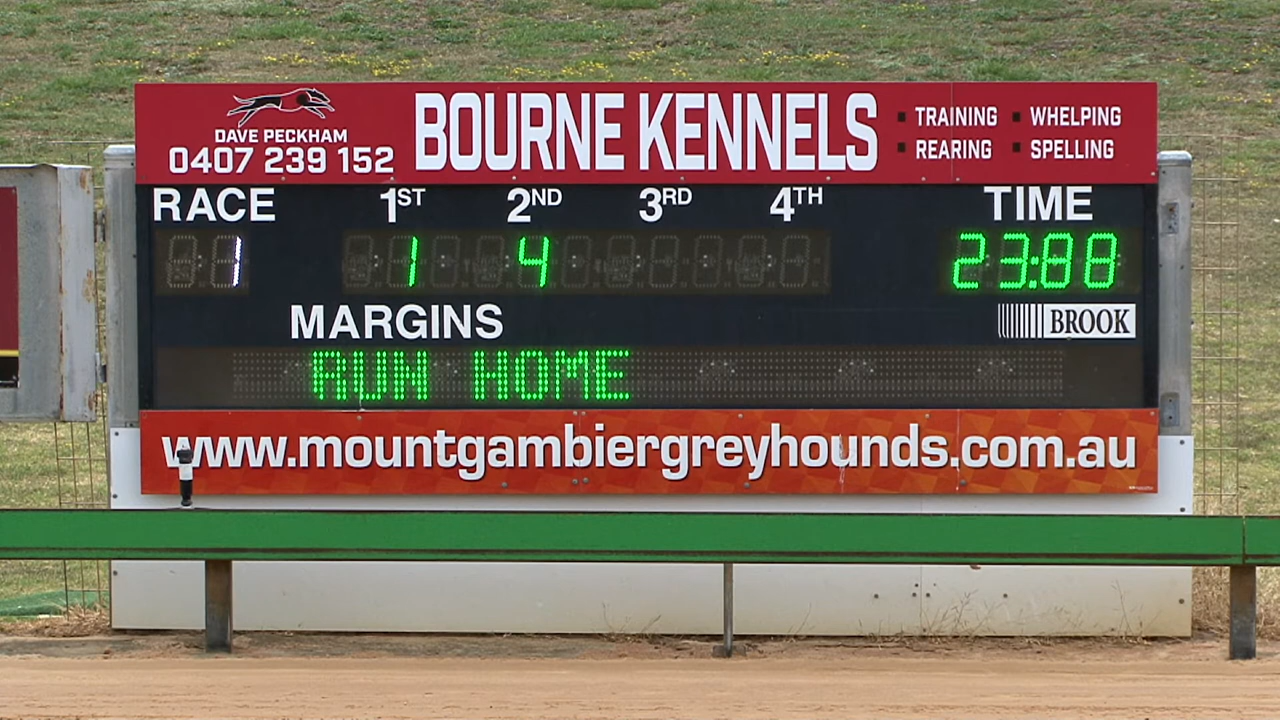 DAVE PECKHAM
0407 239 152
BOURNE KENNELS
TRAINING
WHELPING
REARING
SPELLING
RACE 1ST 2ND 3RD 4TH TIME
1 1 4 23:88
MARGINS
BROOK
RUN HOME
www.mountgambiergreyhounds.com.au